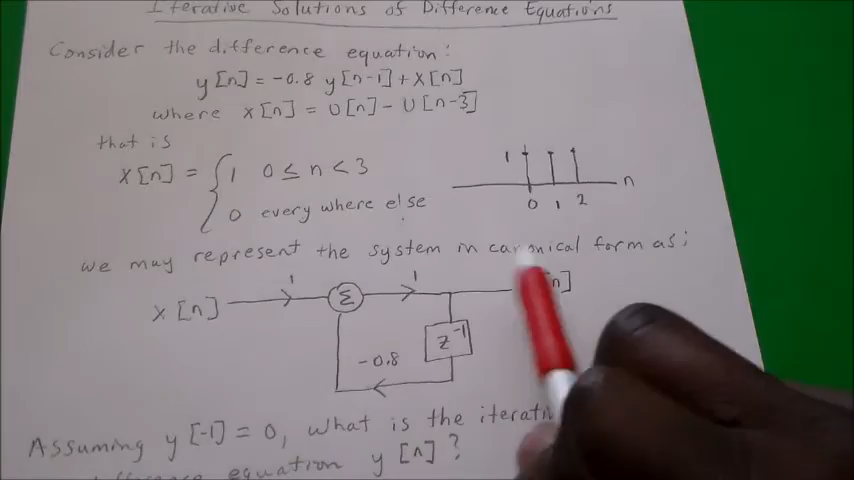 Iterative Solutions of Difference Equations
Consider the difference equation:
y[n] = -0.8 y[n-1] + x[n]
where x[n] = U[n] - U[n-3]
that is
x[n] = { 1 0 ≤ n < 3
0 every where else
1
n
0 1 2
we may represent the system in canonical form as;
1 1
x[n] Σ n]
z⁻¹
-0.8
Assuming y[-1] = 0, what is the
equation y[n]?